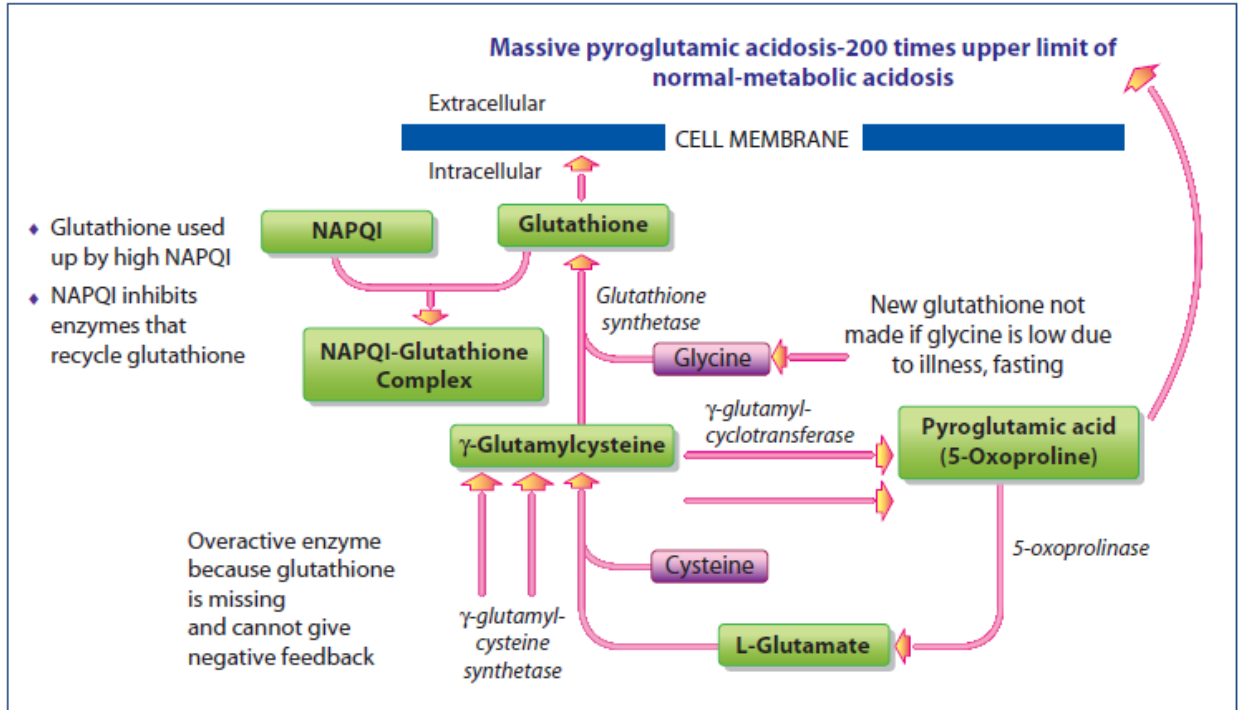 Massive pyroglutamic acidosis-200 times upper limit of
normal-metabolic acidosis
Extracellular
CELL MEMBRANE
Intracellular
♦ Glutathione used
up by high NAPQI
♦ NAPQI inhibits
enzymes that
recycle glutathione
NAPQI
Glutathione
NAPQI-Glutathione
Complex
Glutathione
synthetase
Glycine
New glutathione not
made if glycine is low due
to illness, fasting
γ-Glutamylcysteine
γ-glutamyl-
cyclotransferase
Pyroglutamic acid
(5-Oxoproline)
Overactive enzyme
because glutathione
is missing
and cannot give
negative feedback
γ-glutamyl-
cysteine
synthetase
Cysteine
5-oxoprolinase
L-Glutamate